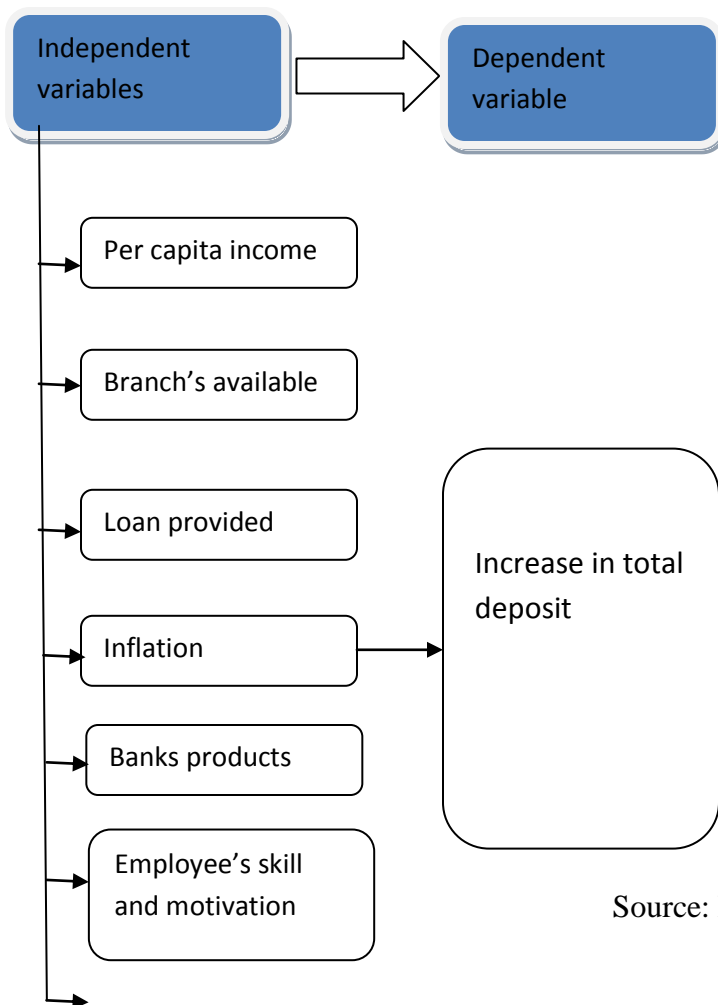 Independent
variables
Dependent
variable
Per capita income
Branch’s available
Loan provided
Inflation
Banks products
Employee’s skill
and motivation
Increase in total
deposit
Source: